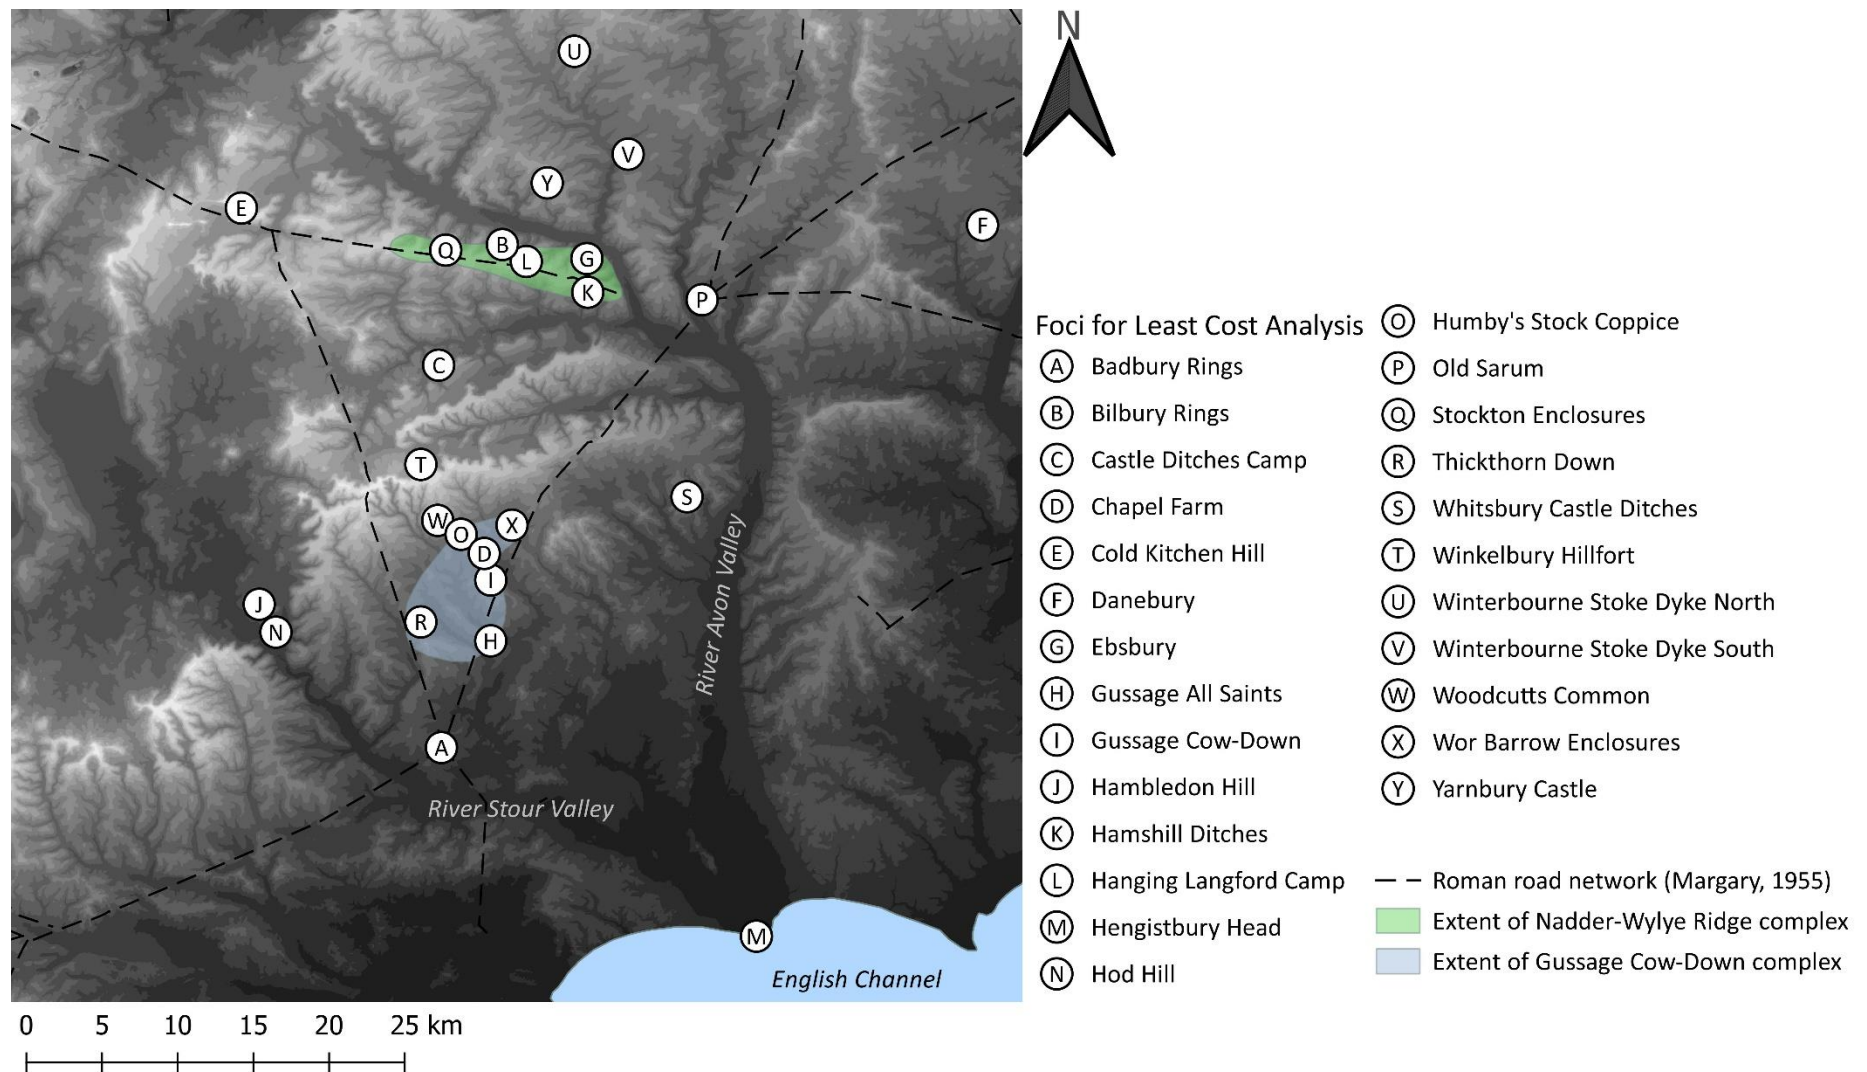 N
U
V
Y
E
F
Q
B
L
G
K
P
C
T
S
W
O
X
D
I
J
N
R
H
A
M
River Avon Valley
River Stour Valley
English Channel
0 5 10 15 20 25 km
Foci for Least Cost Analysis
A Badbury Rings
B Bilbury Rings
C Castle Ditches Camp
D Chapel Farm
E Cold Kitchen Hill
F Danebury
G Ebsbury
H Gussage All Saints
I Gussage Cow-Down
J Hambledon Hill
K Hamshill Ditches
L Hanging Langford Camp
M Hengistbury Head
N Hod Hill
O Humby's Stock Coppice
P Old Sarum
Q Stockton Enclosures
R Thickthorn Down
S Whitsbury Castle Ditches
T Winkelbury Hillfort
U Winterbourne Stoke Dyke North
V Winterbourne Stoke Dyke South
W Woodcutts Common
X Wor Barrow Enclosures
Y Yarnbury Castle
Roman road network (Margary, 1955)
Extent of Nadder-Wylye Ridge complex
Extent of Gussage Cow-Down complex